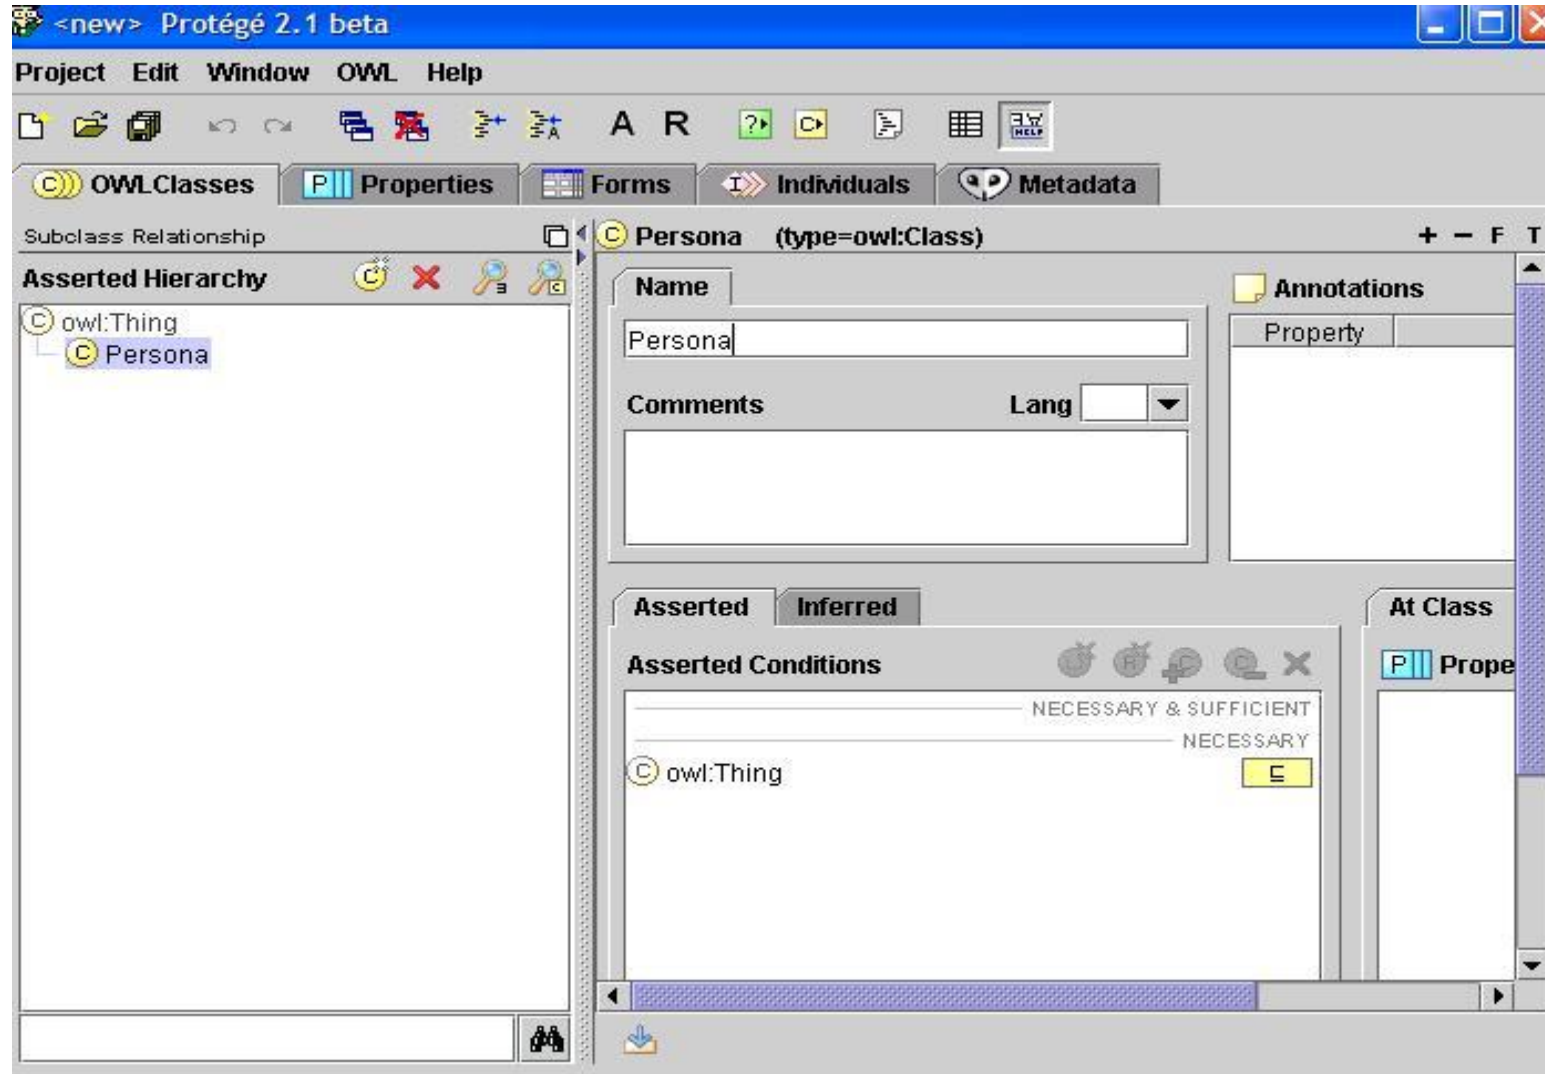 <new> Protégé 2.1 beta
Project Edit Window OWL Help
A R ? C HELP
C OWLClasses P Properties Forms I Individuals Metadata
Subclass Relationship
Asserted Hierarchy
C owl:Thing
C Persona
C Persona (type=owl:Class) + − F T
Name
Persona
Comments Lang
Annotations
Property
Asserted Inferred
Asserted Conditions
NECESSARY & SUFFICIENT
NECESSARY
C owl:Thing ⊑
At Class
P Prope